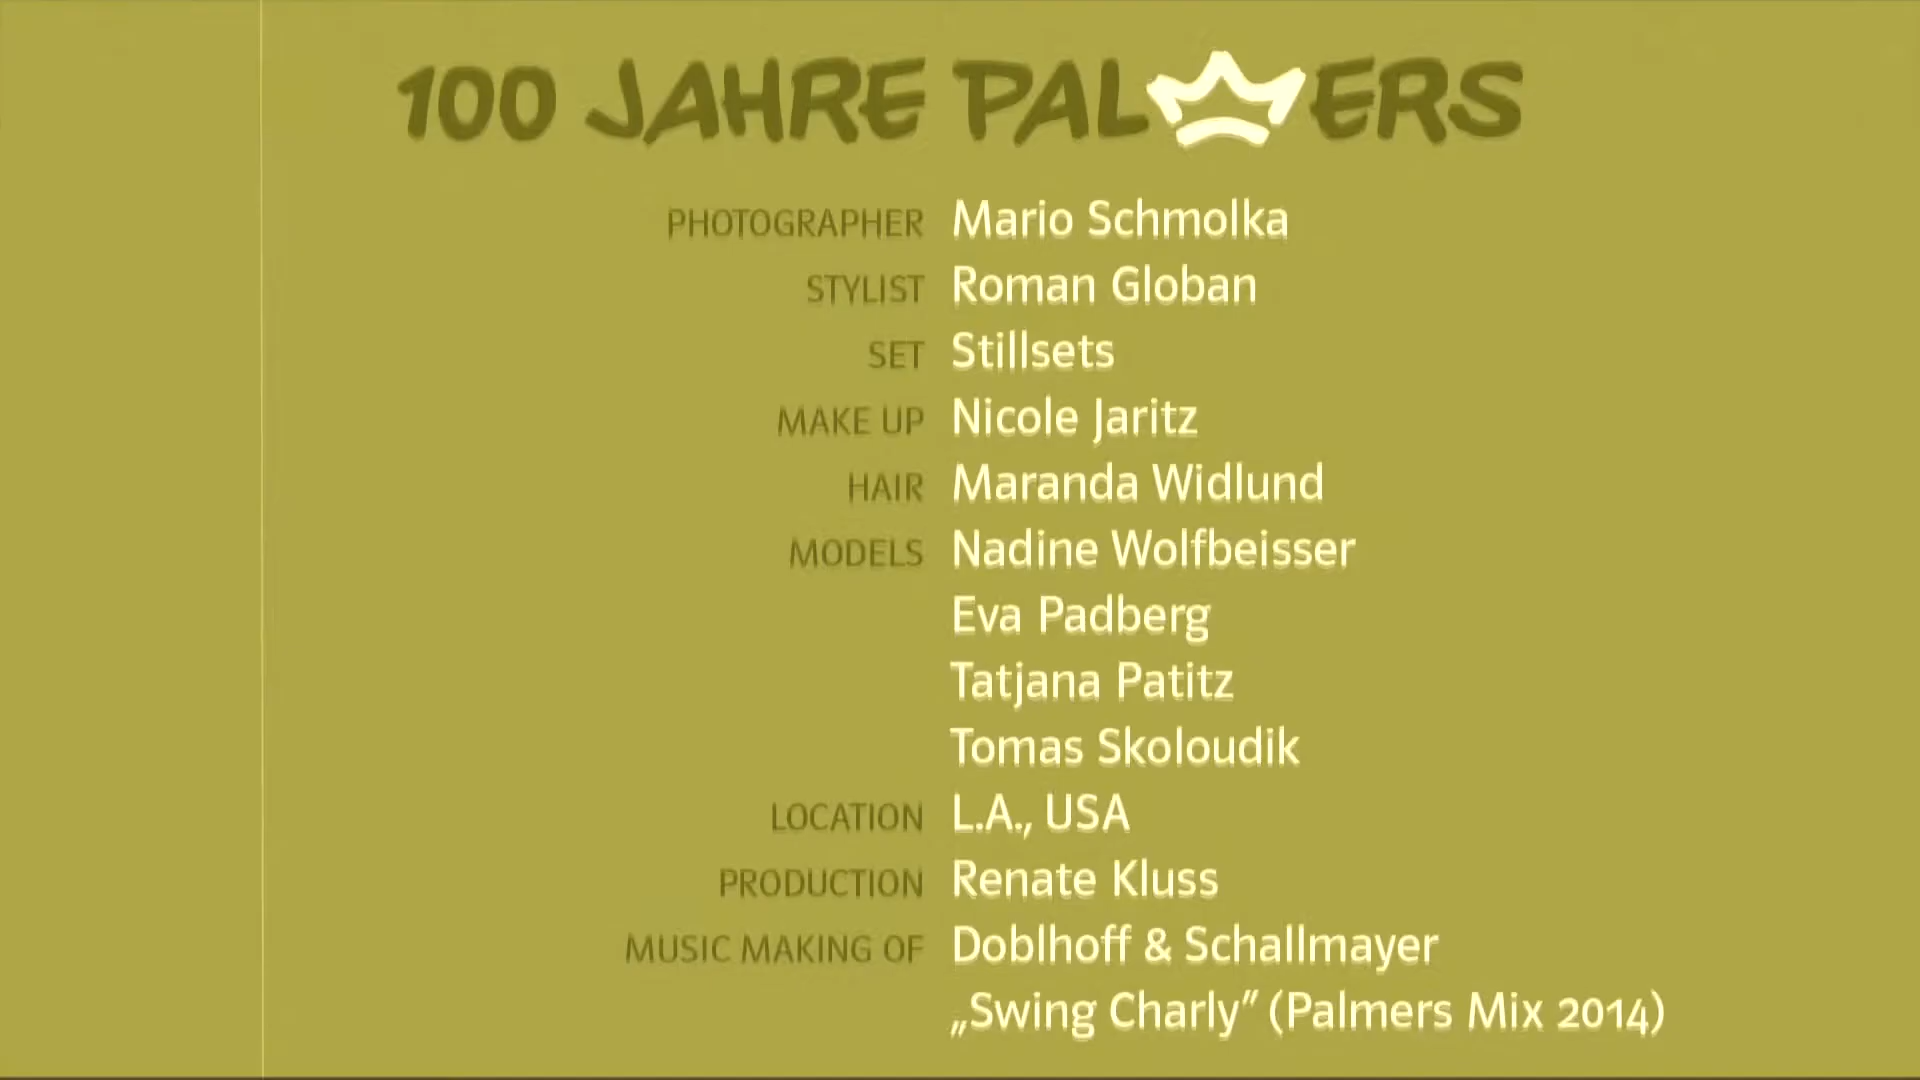 100 JAHRE PALMERS
PHOTOGRAPHER Mario Schmolka
STYLIST Roman Globan
SET Stillsets
MAKE UP Nicole Jaritz
HAIR Maranda Widlund
MODELS Nadine Wolfbeisser
Eva Padberg
Tatjana Patitz
Tomas Skoloudik
LOCATION L.A., USA
PRODUCTION Renate Kluss
MUSIC MAKING OF Doblhoff & Schallmayer
„Swing Charly” (Palmers Mix 2014)